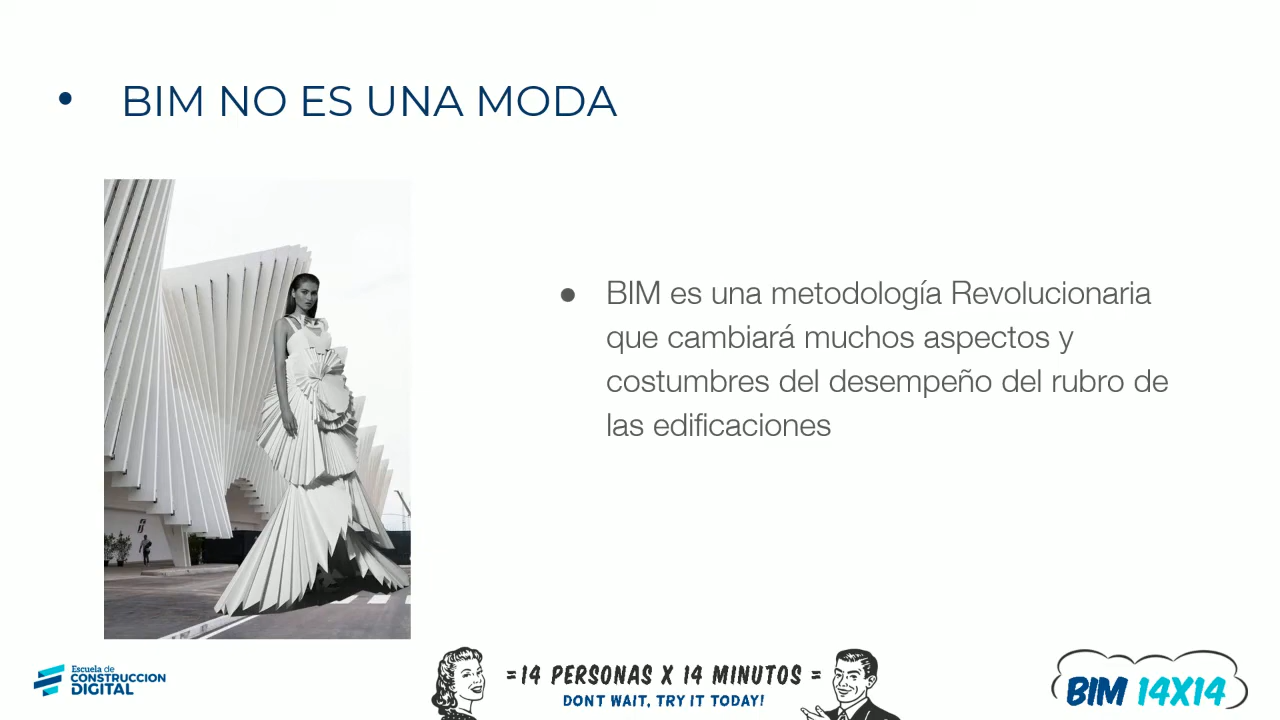 • BIM NO ES UNA MODA
● BIM es una metodología Revolucionaria
que cambiará muchos aspectos y
costumbres del desempeño del rubro de
las edificaciones
Escuela de
CONSTRUCCION
DIGITAL
=14 PERSONAS X 14 MINUTOS =
DONT WAIT, TRY IT TODAY!
BIM 14X14